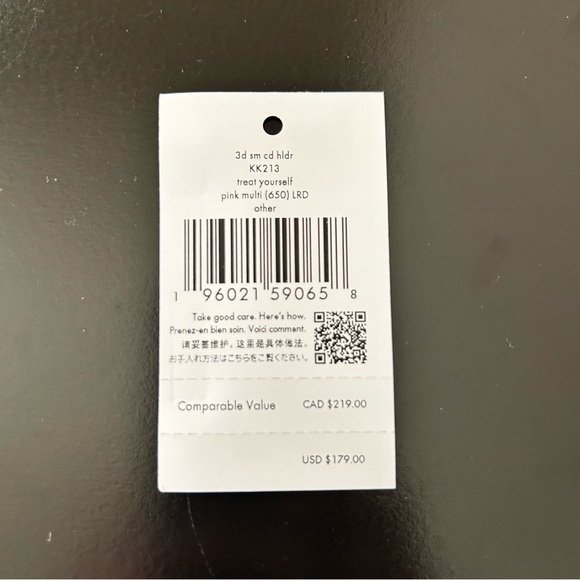 3d sm cd hldr
KK213
treat yourself
pink multi (650) LRD
other
1 96021 59065 8
Take good care. Here's how.
Prenez-en bien soin. Voici comment.
请妥善维护。这里是具体做法。
お手入れ方法はこちらをご覧ください。
Comparable Value CAD $219.00
USD $179.00